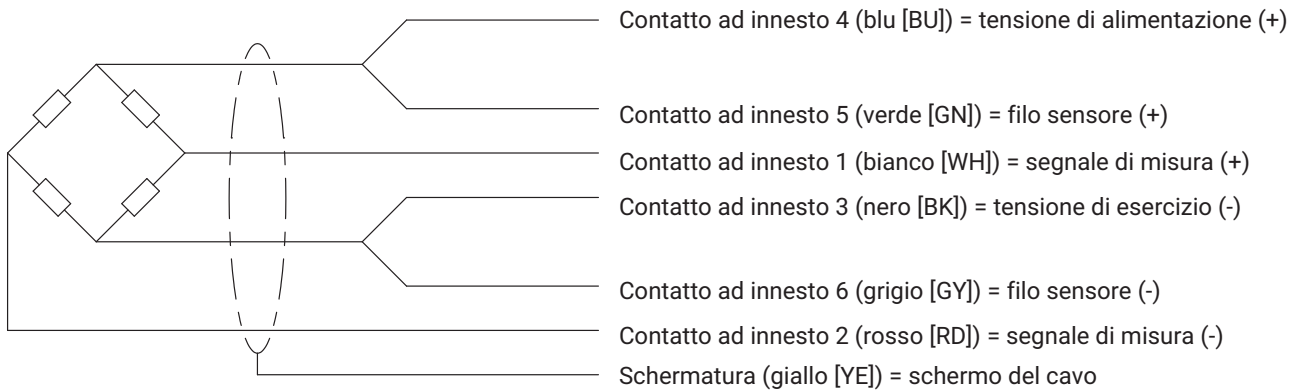 Contatto ad innesto 4 (blu [BU]) = tensione di alimentazione (+)
Contatto ad innesto 5 (verde [GN]) = filo sensore (+)
Contatto ad innesto 1 (bianco [WH]) = segnale di misura (+)
Contatto ad innesto 3 (nero [BK]) = tensione di esercizio (-)
Contatto ad innesto 6 (grigio [GY]) = filo sensore (-)
Contatto ad innesto 2 (rosso [RD]) = segnale di misura (-)
Schermatura (giallo [YE]) = schermo del cavo